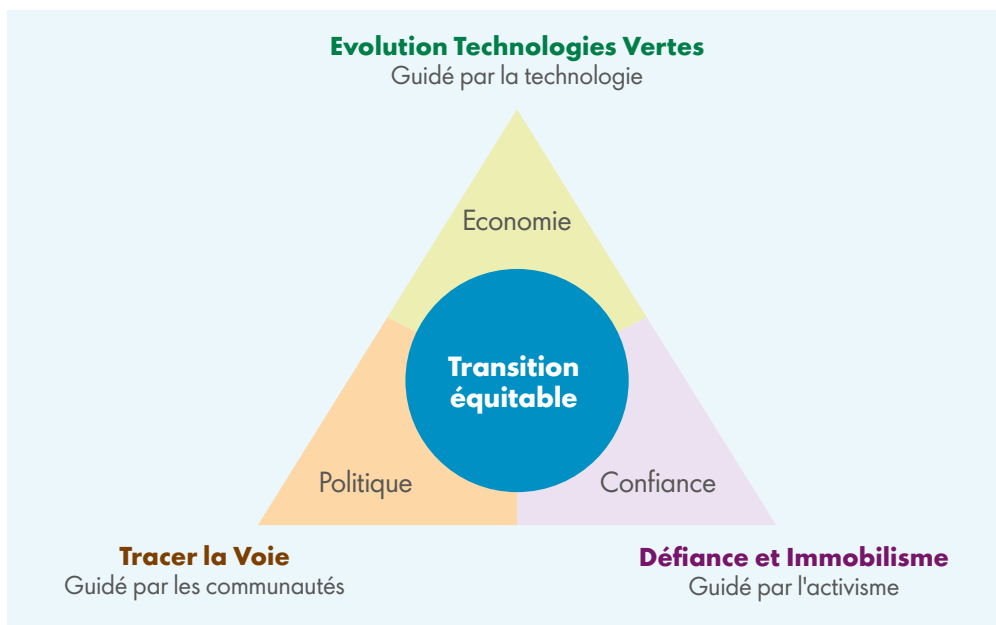 Evolution Technologies Vertes
Guidé par la technologie
Economie
Transition
équitable
Politique
Confiance
Tracer la Voie
Guidé par les communautés
Défiance et Immobilisme
Guidé par l'activisme